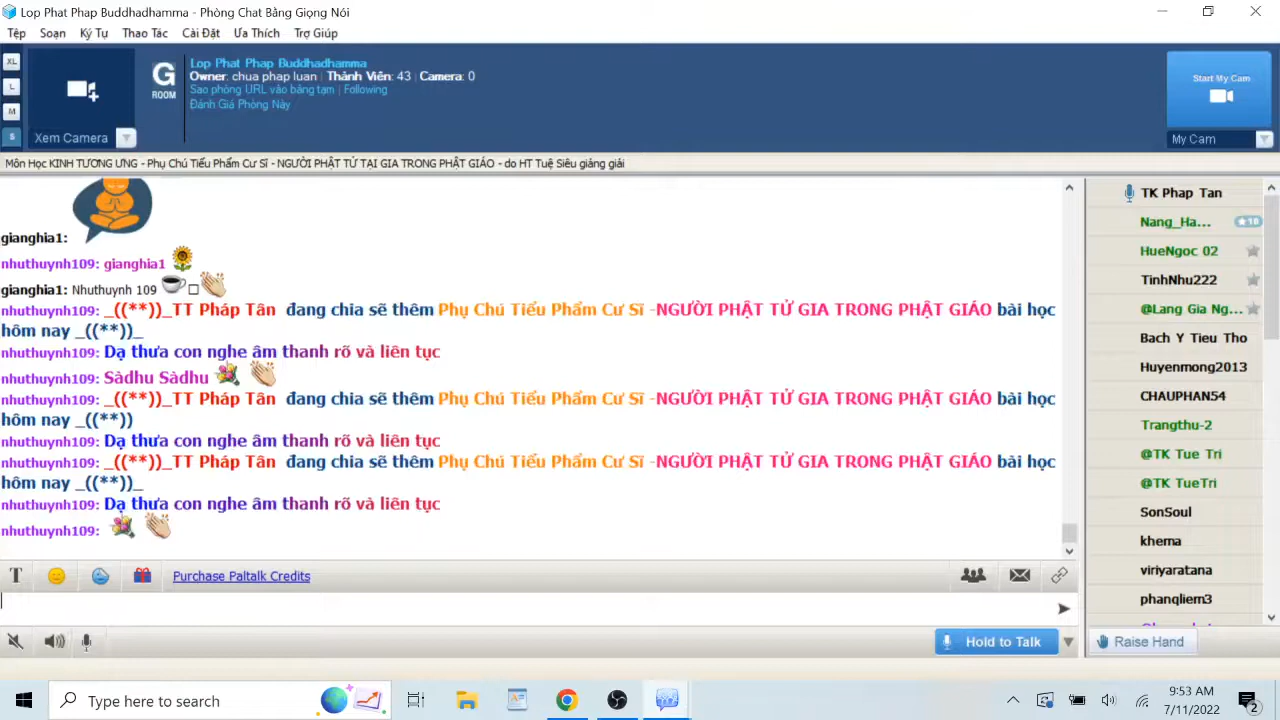 Lop Phat Phap Buddhadhamma - Phòng Chat Bằng Giọng Nói
Tệp Soạn Ký Tự Thao Tác Cài Đặt Ưa Thích Trợ Giúp
XL
L
M
S
Xem Camera
G
ROOM
Lop Phat Phap Buddhadhamma
Owner: chua phap luan | Thành Viên: 43 | Camera: 0
Sao phòng URL vào bảng tạm | Following
Đánh Giá Phòng Này
Start My Cam
My Cam
Môn Học KINH TƯƠNG ƯNG - Phụ Chú Tiểu Phẩm Cư Sĩ - NGƯỜI PHẬT TỬ TẠI GIA TRONG PHẬT GIÁO - do HT Tuệ Siêu giảng giải
gianghia1:
nhuthuynh109: gianghia1
gianghia1: Nhuthuynh 109
nhuthuynh109: _((**))_TT Pháp Tân đang chia sẽ thêm Phụ Chú Tiểu Phẩm Cư Sĩ -NGƯỜI PHẬT TỬ GIA TRONG PHẬT GIÁO bài học
hôm nay _((**))_
nhuthuynh109: Dạ thưa con nghe âm thanh rõ và liên tục
nhuthuynh109: Sàdhu Sàdhu
nhuthuynh109: _((**))_TT Pháp Tân đang chia sẽ thêm Phụ Chú Tiểu Phẩm Cư Sĩ -NGƯỜI PHẬT TỬ GIA TRONG PHẬT GIÁO bài học
hôm nay _((**))
nhuthuynh109: Dạ thưa con nghe âm thanh rõ và liên tục
nhuthuynh109: _((**))_TT Pháp Tân đang chia sẽ thêm Phụ Chú Tiểu Phẩm Cư Sĩ -NGƯỜI PHẬT TỬ GIA TRONG PHẬT GIÁO bài học
hôm nay _((**))_
nhuthuynh109: Dạ thưa con nghe âm thanh rõ và liên tục
nhuthuynh109:
TK Phap Tan
Nang_Ha... 18
HueNgoc 02
TinhNhu222
@Lang Gia Ng...
Bach Y Tieu Tho
Huyenmong2013
CHAUPHAN54
Trangthu-2
@TK Tue Tri
@TK TueTri
SonSoul
khema
viriyaratana
phanqliem3
T Purchase Paltalk Credits
Hold to Talk
Raise Hand
Type here to search
9:53 AM
7/11/2022
2